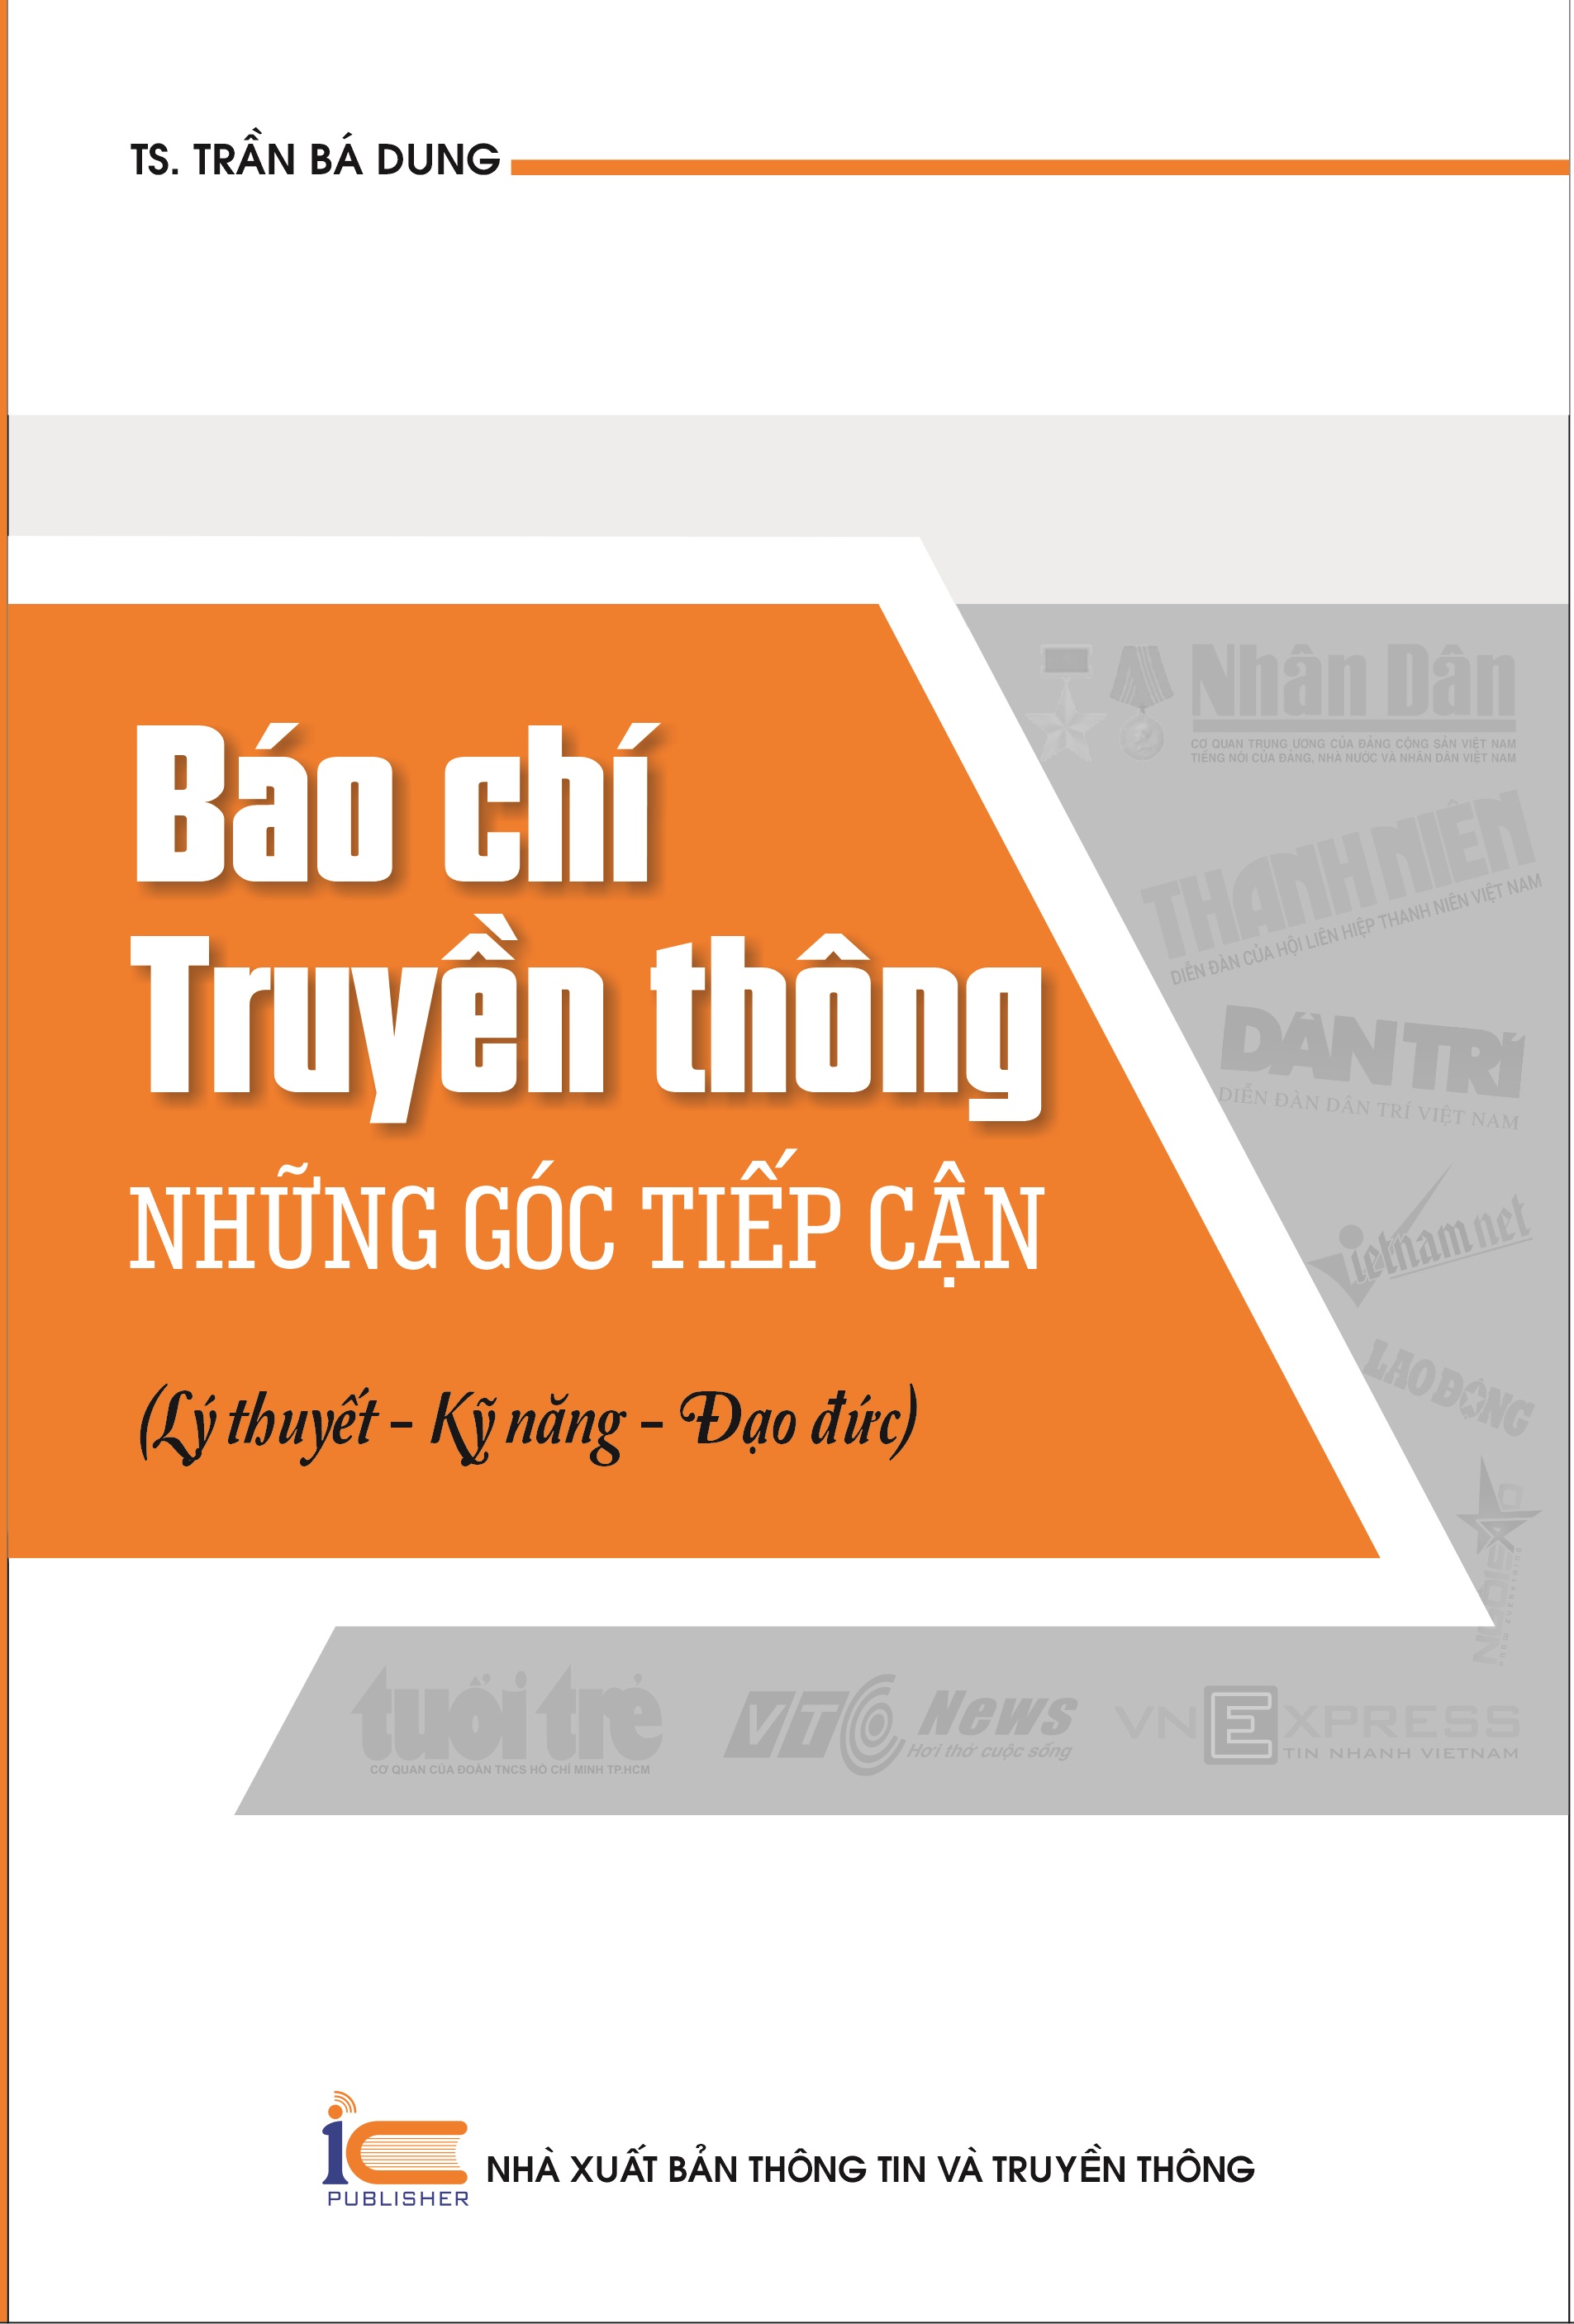 TS. TRẦN BÁ DUNG
Báo chí
Truyền thông
NHỮNG GÓC TIẾP CẬN
(Lý thuyết – Kỹ năng – Đạo đức)
Nhân Dân
CƠ QUAN TRUNG ƯƠNG CỦA ĐẢNG CỘNG SẢN VIỆT NAM
TIẾNG NÓI CỦA ĐẢNG, NHÀ NƯỚC VÀ NHÂN DÂN VIỆT NAM
THANH NIÊN
DIỄN ĐÀN CỦA HỘI LIÊN HIỆP THANH NIÊN VIỆT NAM
DÂN TRÍ
DIỄN ĐÀN DÂN TRÍ VIỆT NAM
Vietnamnet
LAO ĐỘNG
tuổi trẻ
CƠ QUAN CỦA ĐOÀN TNCS HỒ CHÍ MINH TP.HCM
VTC News
Hơi thở cuộc sống
VNEXPRESS
TIN NHANH VIETNAM
iC
PUBLISHER
NHÀ XUẤT BẢN THÔNG TIN VÀ TRUYỀN THÔNG